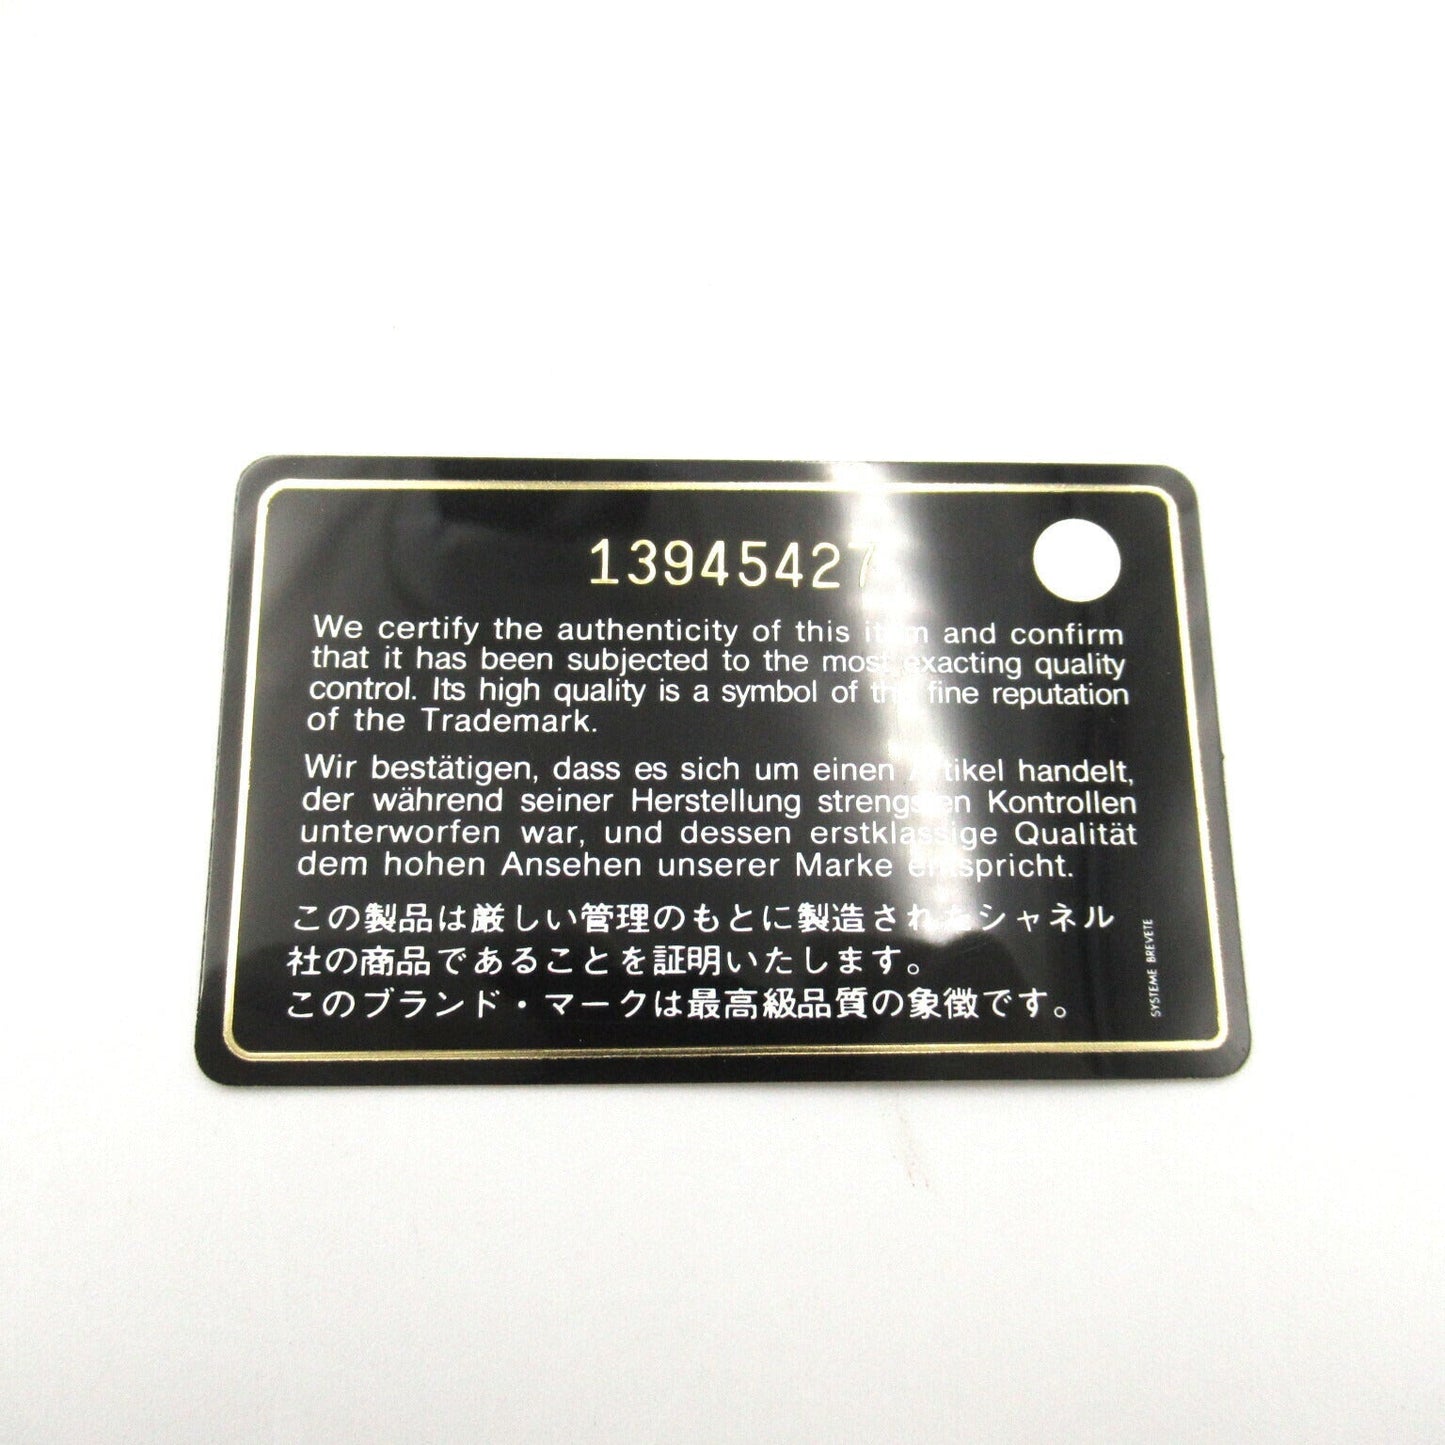 13945427
We certify the authenticity of this item and confirm
that it has been subjected to the most exacting quality
control. Its high quality is a symbol of the fine reputation
of the Trademark.
Wir bestätigen, dass es sich um einen Artikel handelt,
der während seiner Herstellung strengsten Kontrollen
unterworfen war, und dessen erstklassige Qualität
dem hohen Ansehen unserer Marke entspricht.
この製品は厳しい管理のもとに製造されたシャネル
社の商品であることを証明いたします。
このブランド・マークは最高級品質の象徴です。
SYSTEME BREVETE